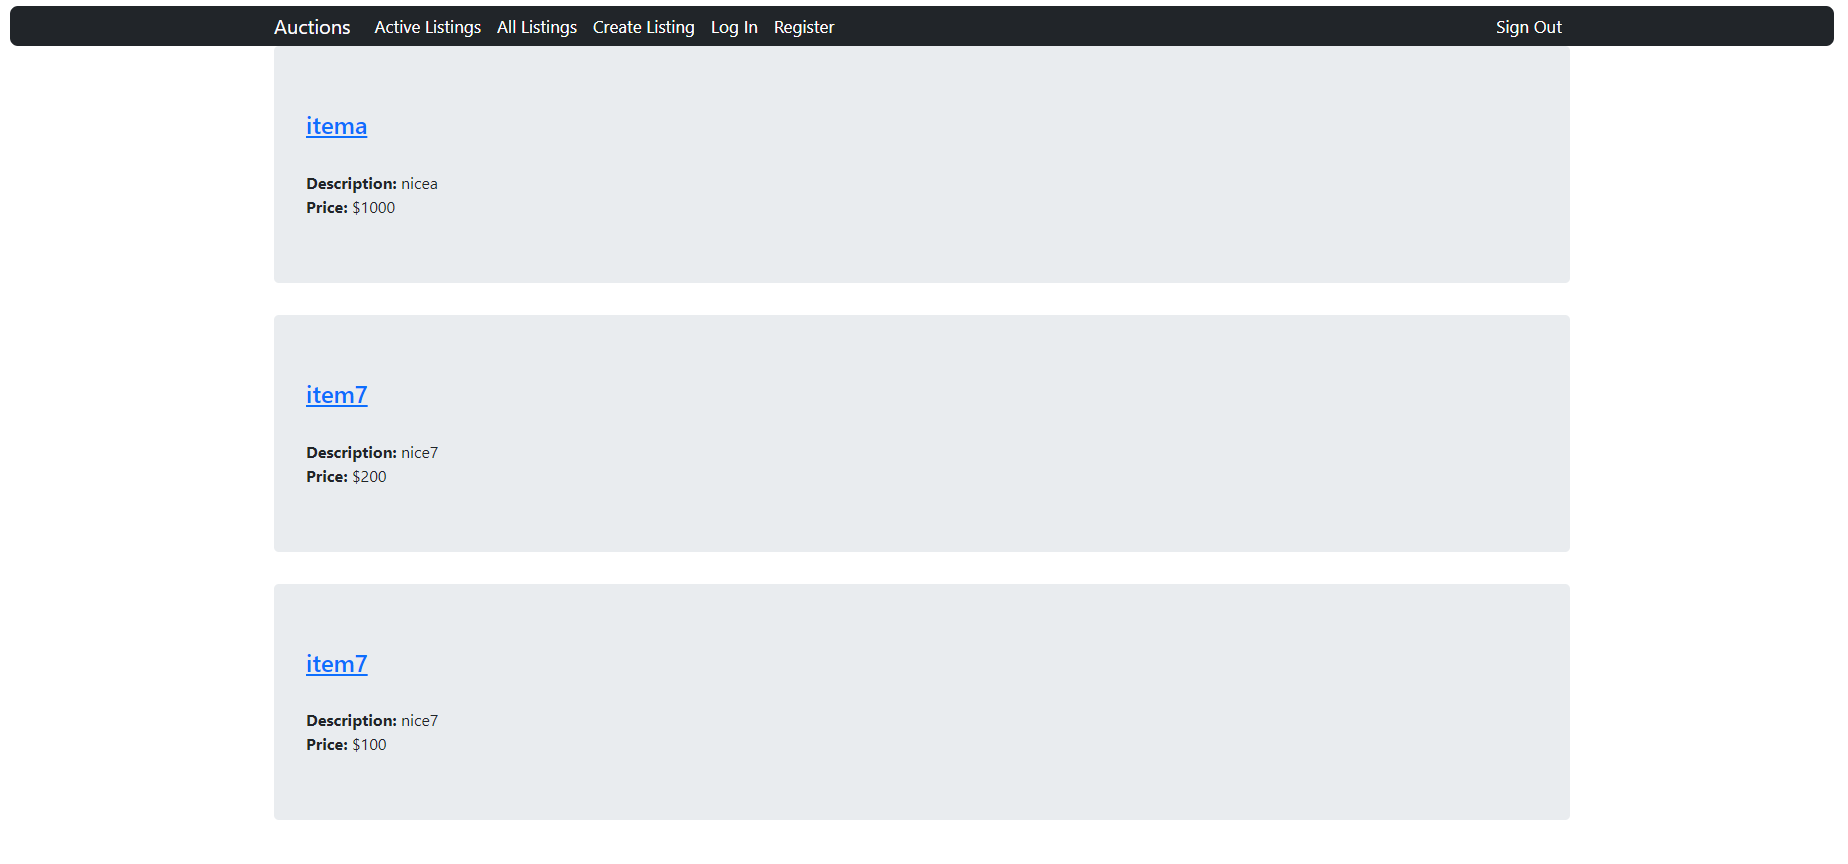 Auctions Active Listings All Listings Create Listing Log In Register Sign Out
itema
Description: nicea
Price: $1000
item7
Description: nice7
Price: $200
item7
Description: nice7
Price: $100